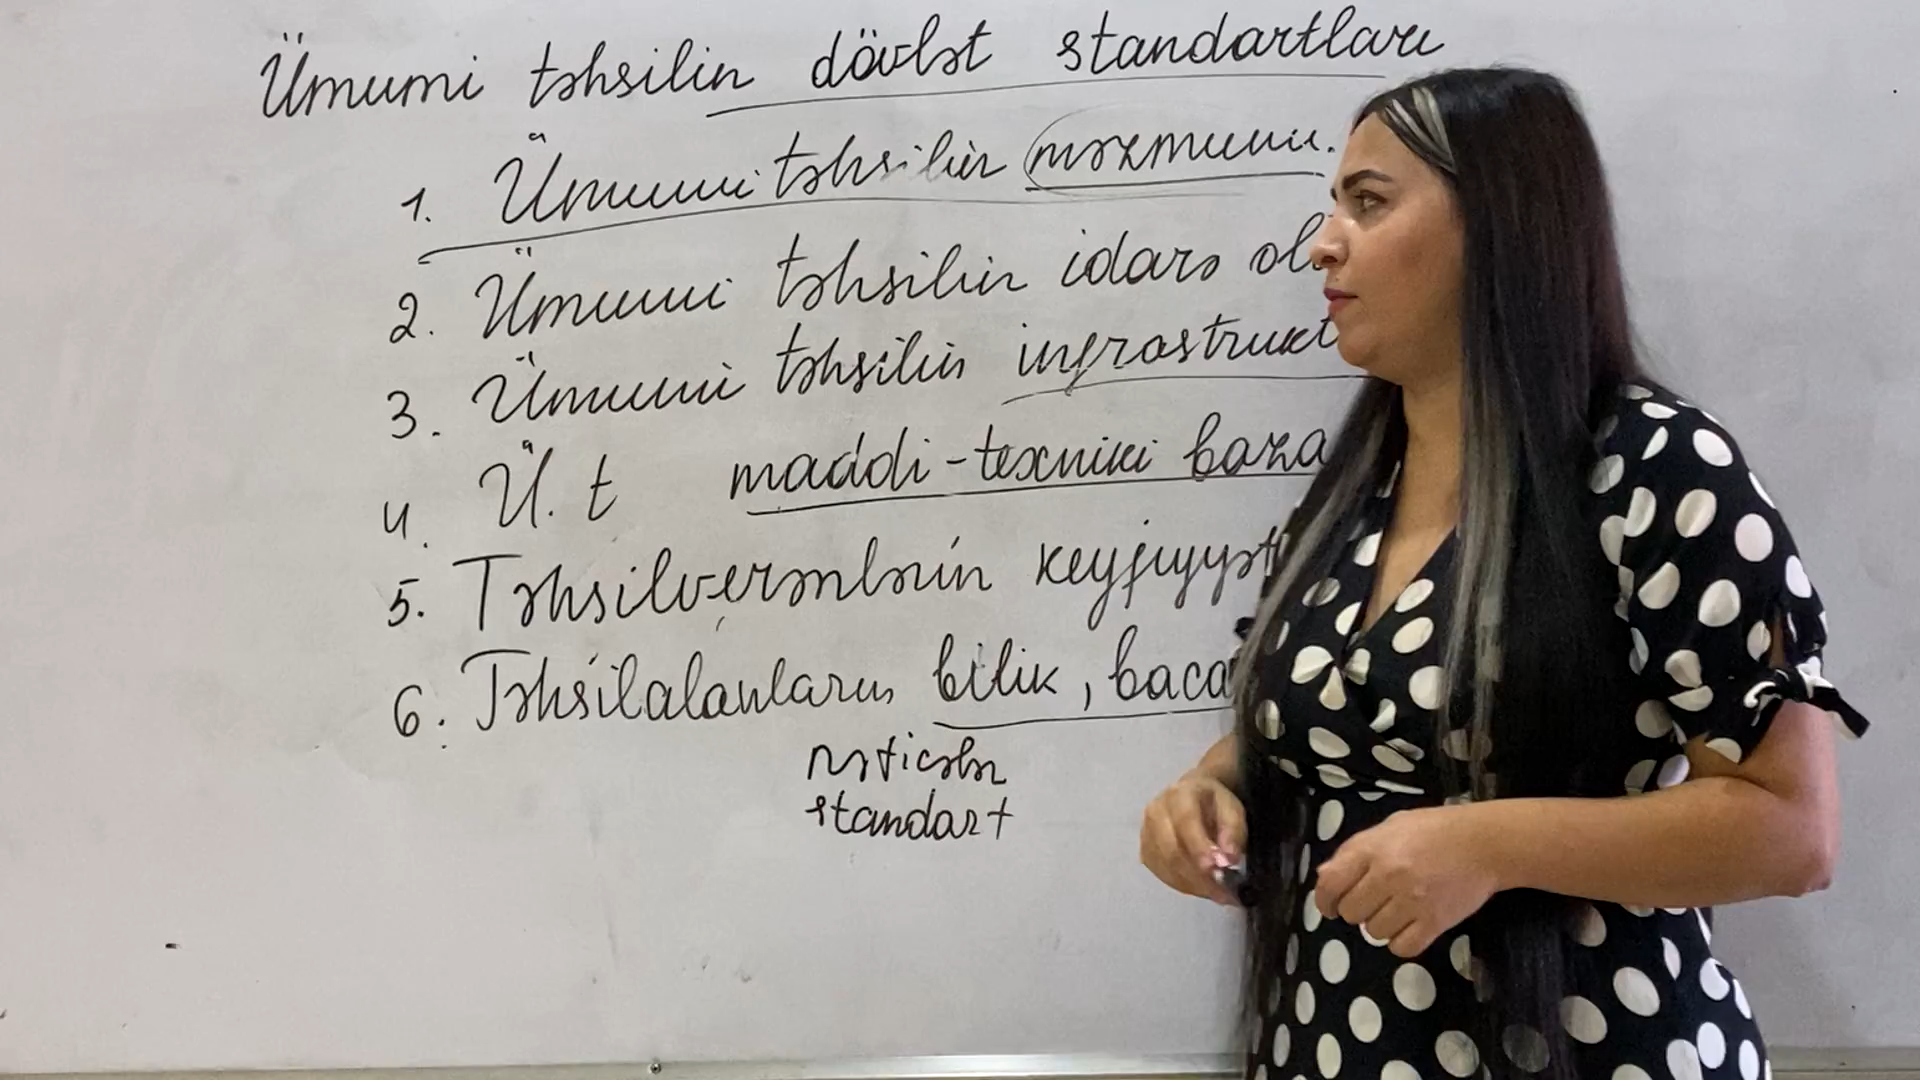 Ümumi təhsilin dövlət standartları
1. Ümumi təhsilin məzmunu.
2. Ümumi təhsilin idarə ol
3. Ümumi təhsilin infrastrukt
4. Ü. t maddi-texniki baza
5. Təhsilverənlərin keyfiyyət
6. Təhsilalanların bilik, baca
nəticələr
standart